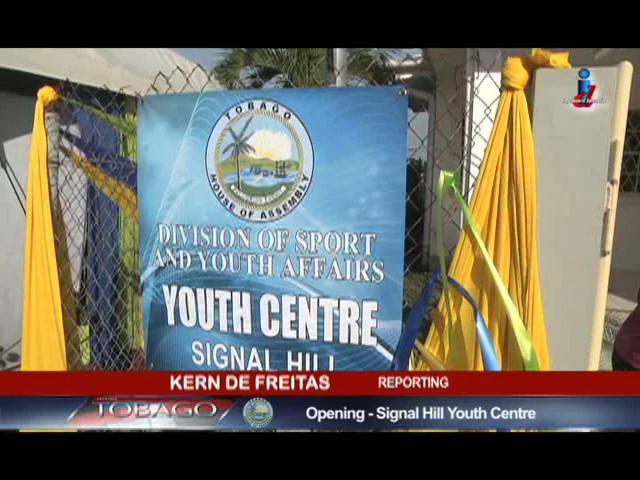 TOBAGO
HOUSE OF ASSEMBLY
DIVISION OF SPORT
AND YOUTH AFFAIRS
YOUTH CENTRE
SIGNAL HILL
KERN DE FREITAS REPORTING
TOBAGO
Opening - Signal Hill Youth Centre